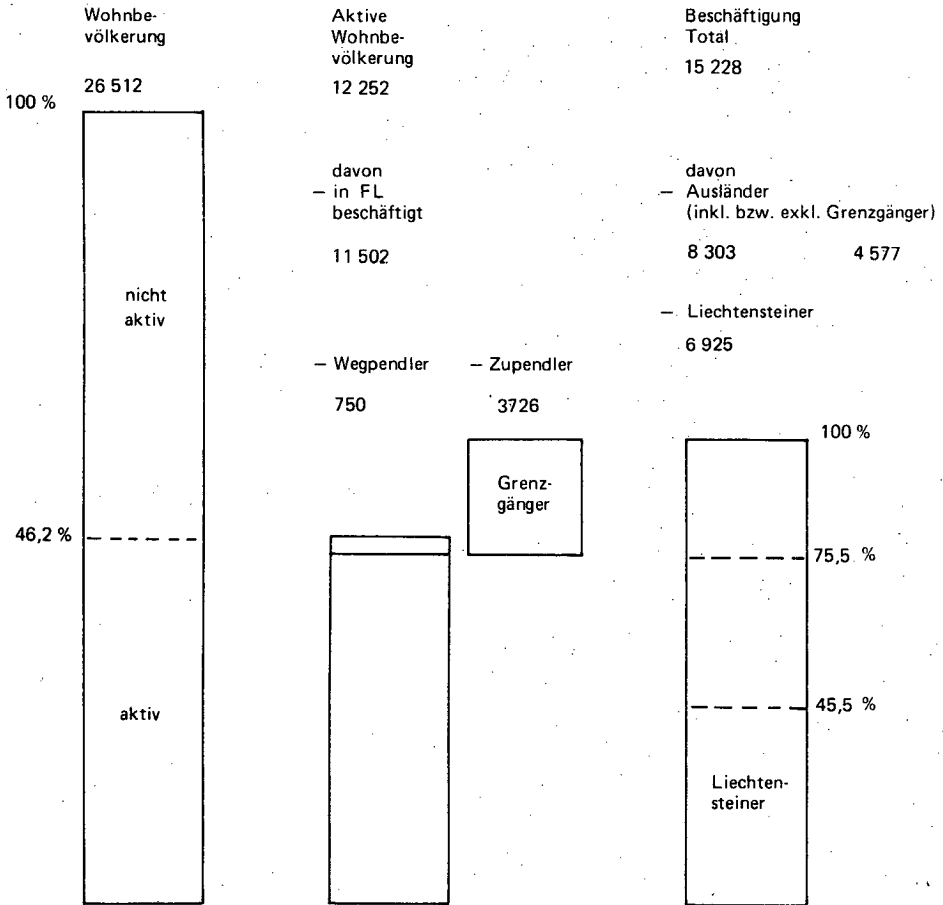 Wohnbe-
völkerung
26 512
100 %
nicht
aktiv
46,2 %
aktiv
Aktive
Wohnbe-
völkerung
12 252
davon
– in FL
beschäftigt
11 502
– Wegpendler
750
– Zupendler
3726
Grenz-
gänger
Beschäftigung
Total
15 228
davon
– Ausländer
(inkl. bzw. exkl. Grenzgänger)
8 303 4 577
– Liechtensteiner
6 925
100 %
75,5 %
45,5 %
Liechten-
steiner